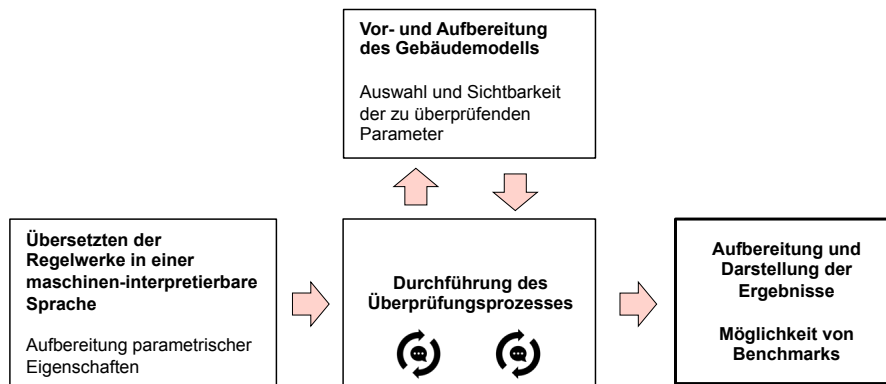 Vor- und Aufbereitung
des Gebäudemodells
Auswahl und Sichtbarkeit
der zu überprüfenden
Parameter
Übersetzten der
Regelwerke in einer
maschinen-interpretierbare
Sprache
Aufbereitung parametrischer
Eigenschaften
Durchführung des
Überprüfungsprozesses
Aufbereitung und
Darstellung der
Ergebnisse
Möglichkeit von
Benchmarks